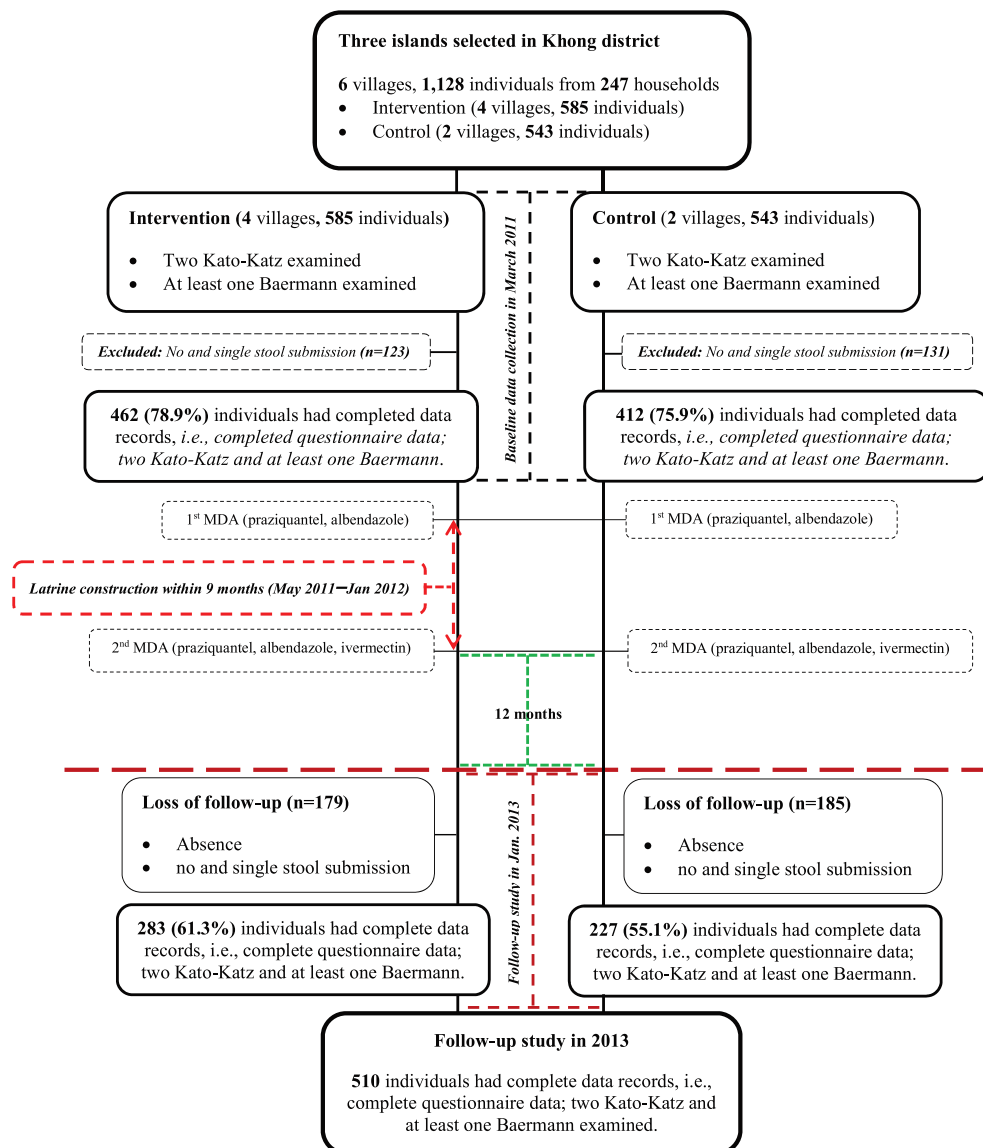 Three islands selected in Khong district
6 villages, 1,128 individuals from 247 households
• Intervention (4 villages, 585 individuals)
• Control (2 villages, 543 individuals)
Intervention (4 villages, 585 individuals)
• Two Kato-Katz examined
• At least one Baermann examined
Baseline data collection in March 2011
Control (2 villages, 543 individuals)
• Two Kato-Katz examined
• At least one Baermann examined
Excluded: No and single stool submission (n=123)
Excluded: No and single stool submission (n=131)
462 (78.9%) individuals had completed data
records, i.e., completed questionnaire data;
two Kato-Katz and at least one Baermann.
412 (75.9%) individuals had completed data
records, i.e., completed questionnaire data;
two Kato-Katz and at least one Baermann.
1st MDA (praziquantel, albendazole)
1st MDA (praziquantel, albendazole)
Latrine construction within 9 months (May 2011–Jan 2012)
2nd MDA (praziquantel, albendazole, ivermectin)
2nd MDA (praziquantel, albendazole, ivermectin)
12 months
Loss of follow-up (n=179)
• Absence
• no and single stool submission
Follow-up study in Jan. 2013
Loss of follow-up (n=185)
• Absence
• no and single stool submission
283 (61.3%) individuals had complete data
records, i.e., complete questionnaire data;
two Kato-Katz and at least one Baermann.
227 (55.1%) individuals had complete data
records, i.e., complete questionnaire data;
two Kato-Katz and at least one Baermann.
Follow-up study in 2013
510 individuals had complete data records, i.e.,
complete questionnaire data; two Kato-Katz and
at least one Baermann examined.